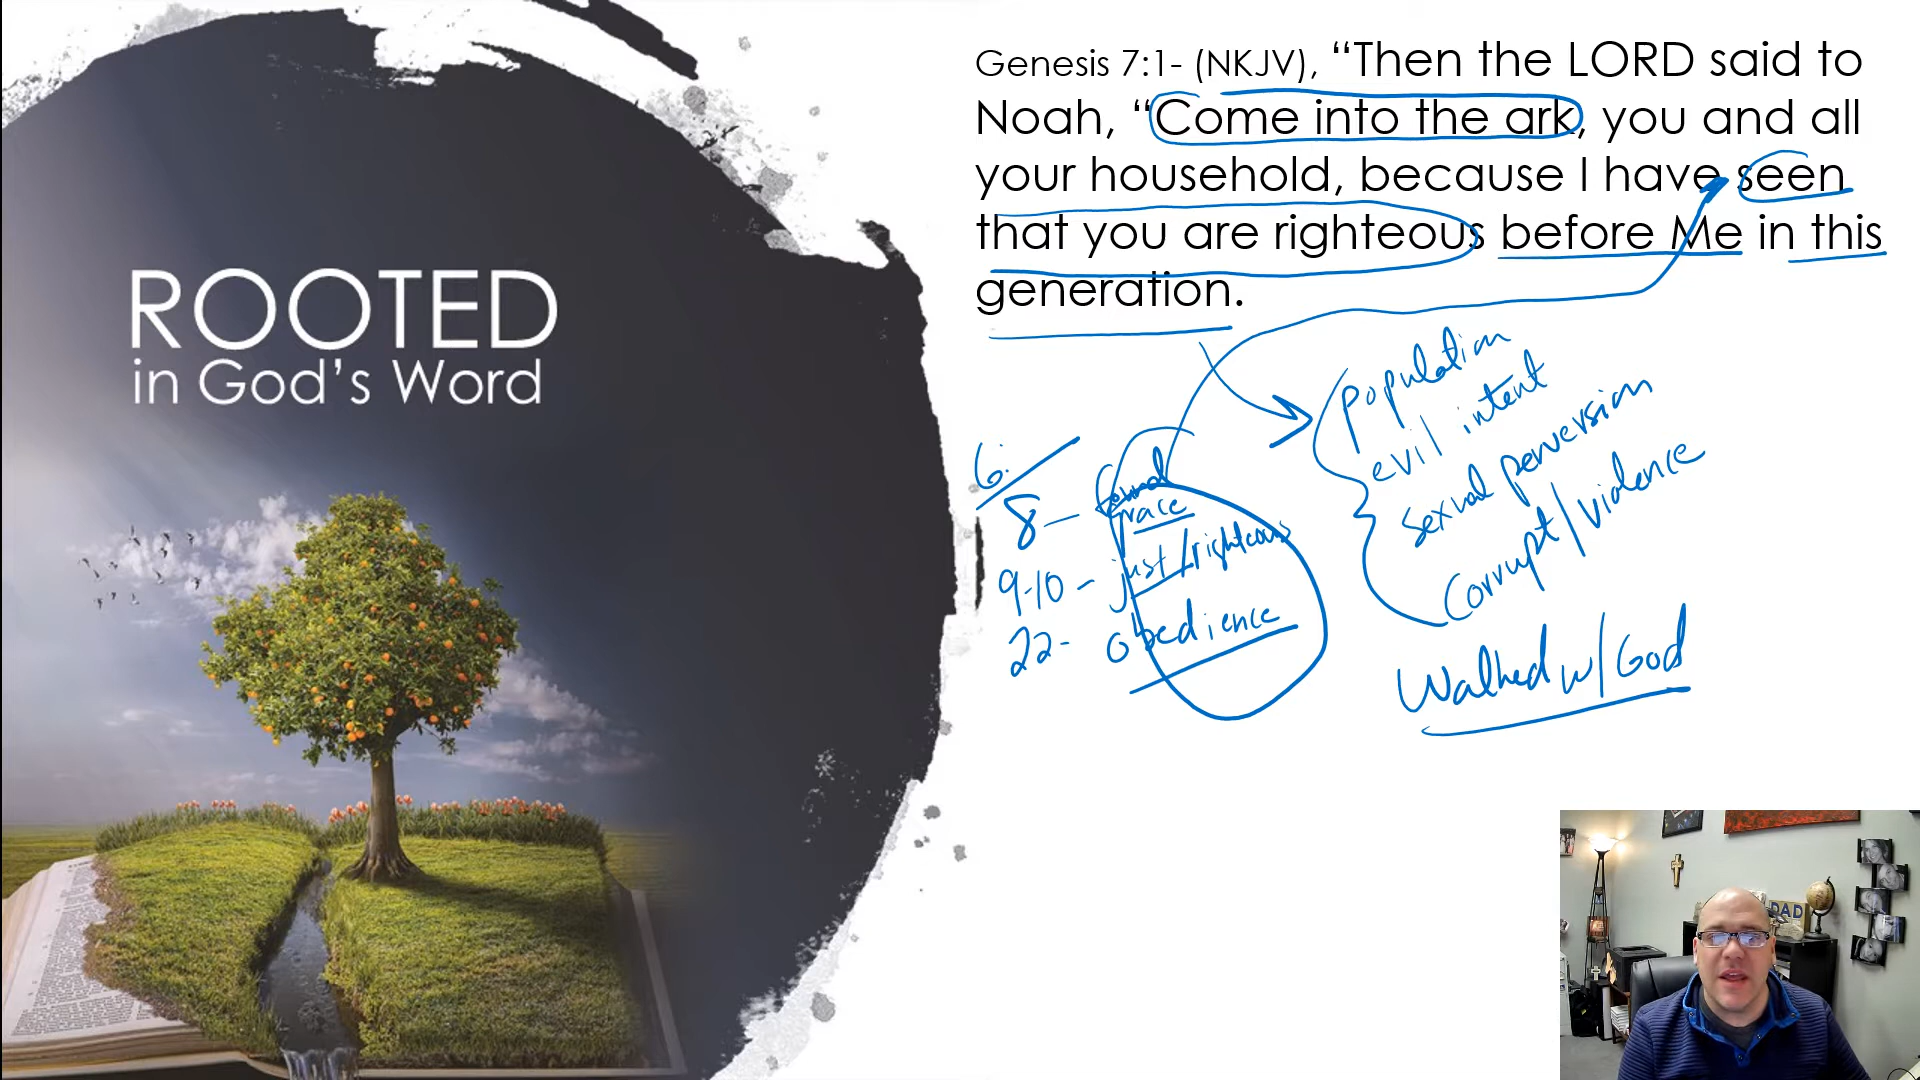 ROOTED
in God's Word
Genesis 7:1- (NKJV), “Then the LORD said to
Noah, “Come into the ark, you and all
your household, because I have seen
that you are righteous before Me in this
generation.
6:
8- found
grace
9-10- just/righteous
22- obedience
population
evil intent
sexual perversion
Corrupt/violence
Walked w/ God
DAD